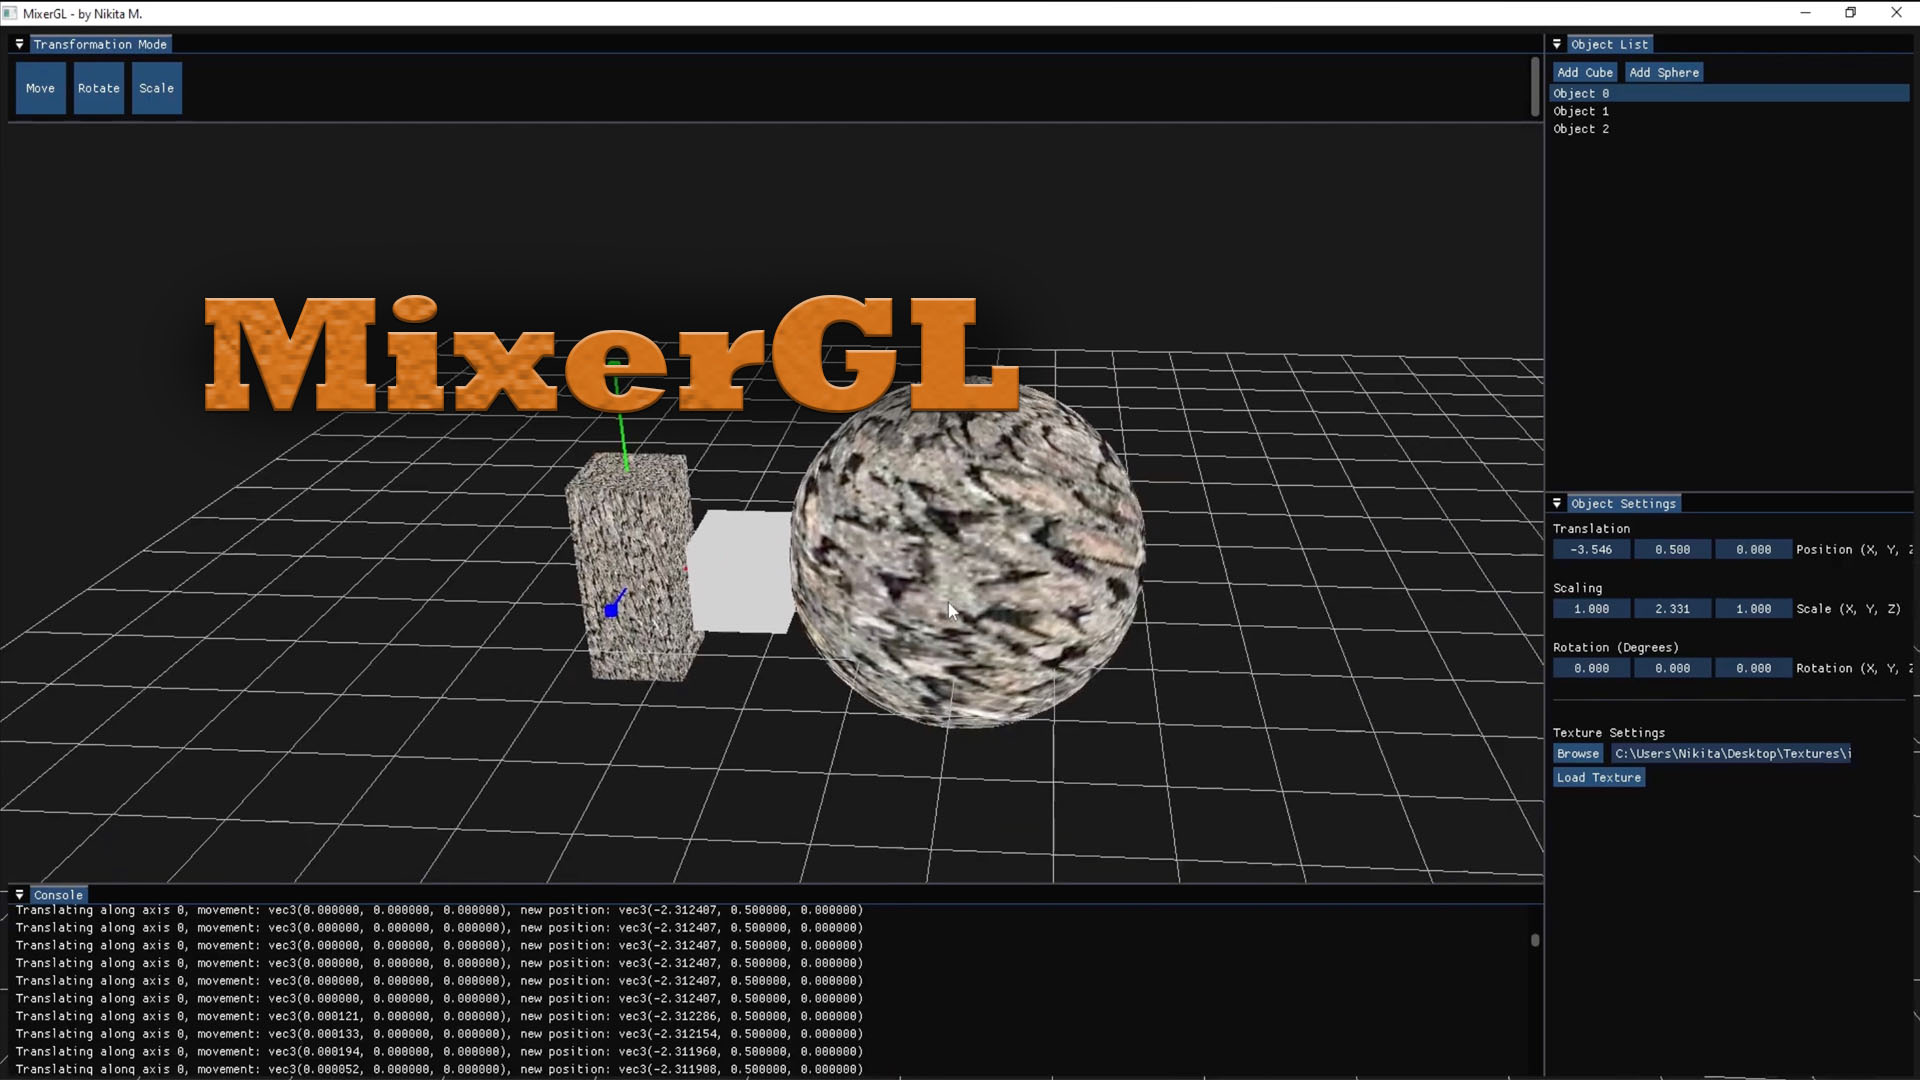 MixerGL - by Nikita M.
Transformation Mode
Move Rotate Scale
MixerGL
Object List
Add Cube Add Sphere
Object 0
Object 1
Object 2
Object Settings
Translation
-3.546 0.500 0.000 Position (X, Y,
Scaling
1.000 2.331 1.000 Scale (X, Y, Z)
Rotation (Degrees)
0.000 0.000 0.000 Rotation (X, Y,
Texture Settings
Browse C:\Users\Nikita\Desktop\Textures\i
Load Texture
Console
Translating along axis 0, movement: vec3(0.000000, 0.000000, 0.000000), new position: vec3(-2.312407, 0.500000, 0.000000)
Translating along axis 0, movement: vec3(0.000000, 0.000000, 0.000000), new position: vec3(-2.312407, 0.500000, 0.000000)
Translating along axis 0, movement: vec3(0.000000, 0.000000, 0.000000), new position: vec3(-2.312407, 0.500000, 0.000000)
Translating along axis 0, movement: vec3(0.000000, 0.000000, 0.000000), new position: vec3(-2.312407, 0.500000, 0.000000)
Translating along axis 0, movement: vec3(0.000000, 0.000000, 0.000000), new position: vec3(-2.312407, 0.500000, 0.000000)
Translating along axis 0, movement: vec3(0.000000, 0.000000, 0.000000), new position: vec3(-2.312407, 0.500000, 0.000000)
Translating along axis 0, movement: vec3(0.000121, 0.000000, 0.000000), new position: vec3(-2.312286, 0.500000, 0.000000)
Translating along axis 0, movement: vec3(0.000133, 0.000000, 0.000000), new position: vec3(-2.312154, 0.500000, 0.000000)
Translating along axis 0, movement: vec3(0.000194, 0.000000, 0.000000), new position: vec3(-2.311960, 0.500000, 0.000000)
Translating along axis 0, movement: vec3(0.000052, 0.000000, 0.000000), new position: vec3(-2.311908, 0.500000, 0.000000)